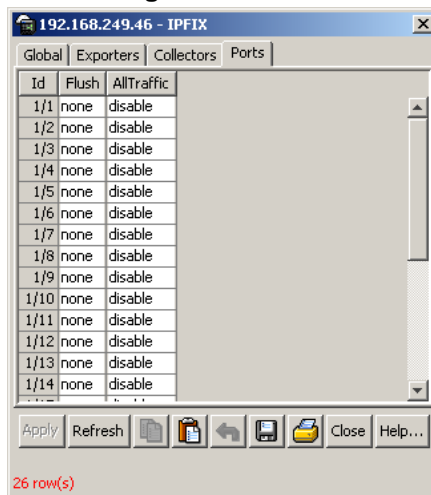 192.168.249.46 - IPFIX
Global Exporters Collectors Ports
Id Flush AllTraffic
1/1 none disable
1/2 none disable
1/3 none disable
1/4 none disable
1/5 none disable
1/6 none disable
1/7 none disable
1/8 none disable
1/9 none disable
1/10 none disable
1/11 none disable
1/12 none disable
1/13 none disable
1/14 none disable
Apply Refresh Close Help...
26 row(s)